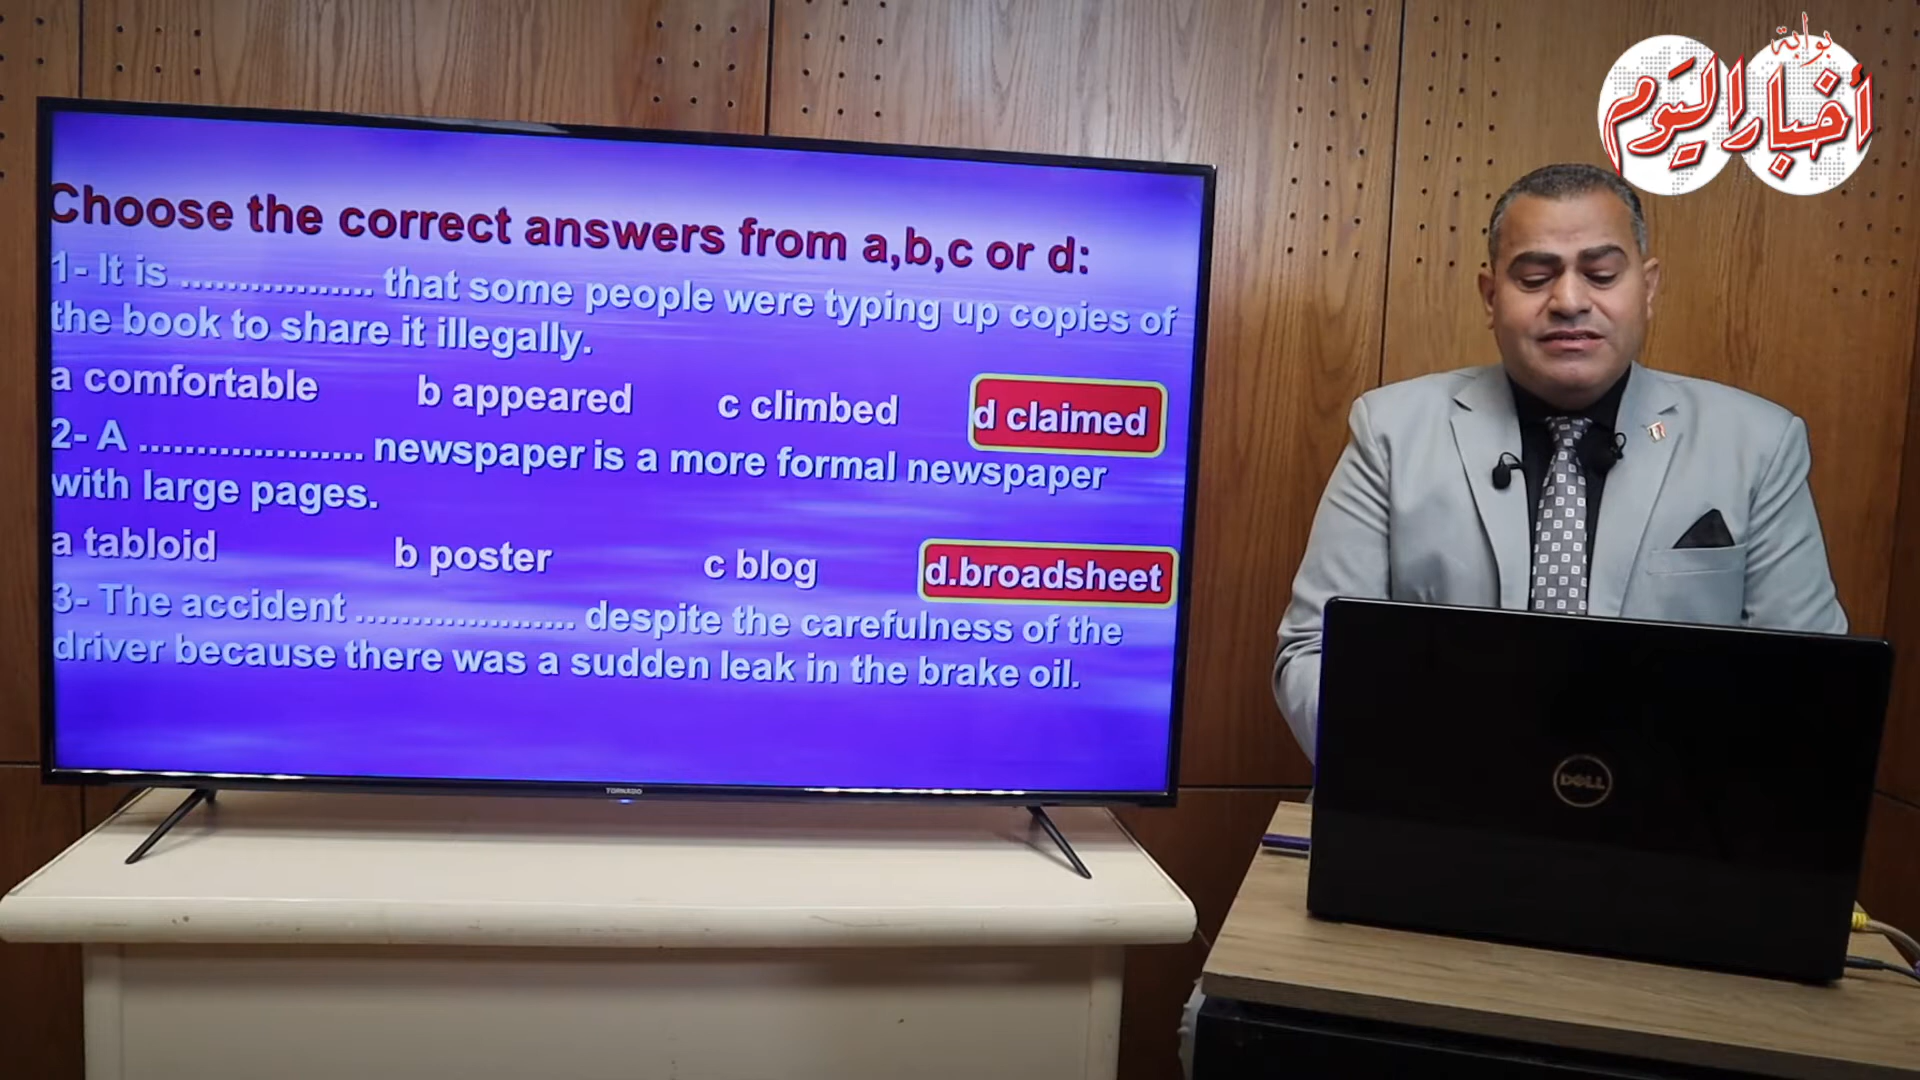 بوابة
أخبار اليوم
Choose the correct answers from a,b,c or d:
1- It is ................. that some people were typing up copies of
the book to share it illegally.
a comfortable b appeared c climbed d claimed
2- A .................... newspaper is a more formal newspaper
with large pages.
a tabloid b poster c blog d.broadsheet
3- The accident .................... despite the carefulness of the
driver because there was a sudden leak in the brake oil.
TORNADO
DELL